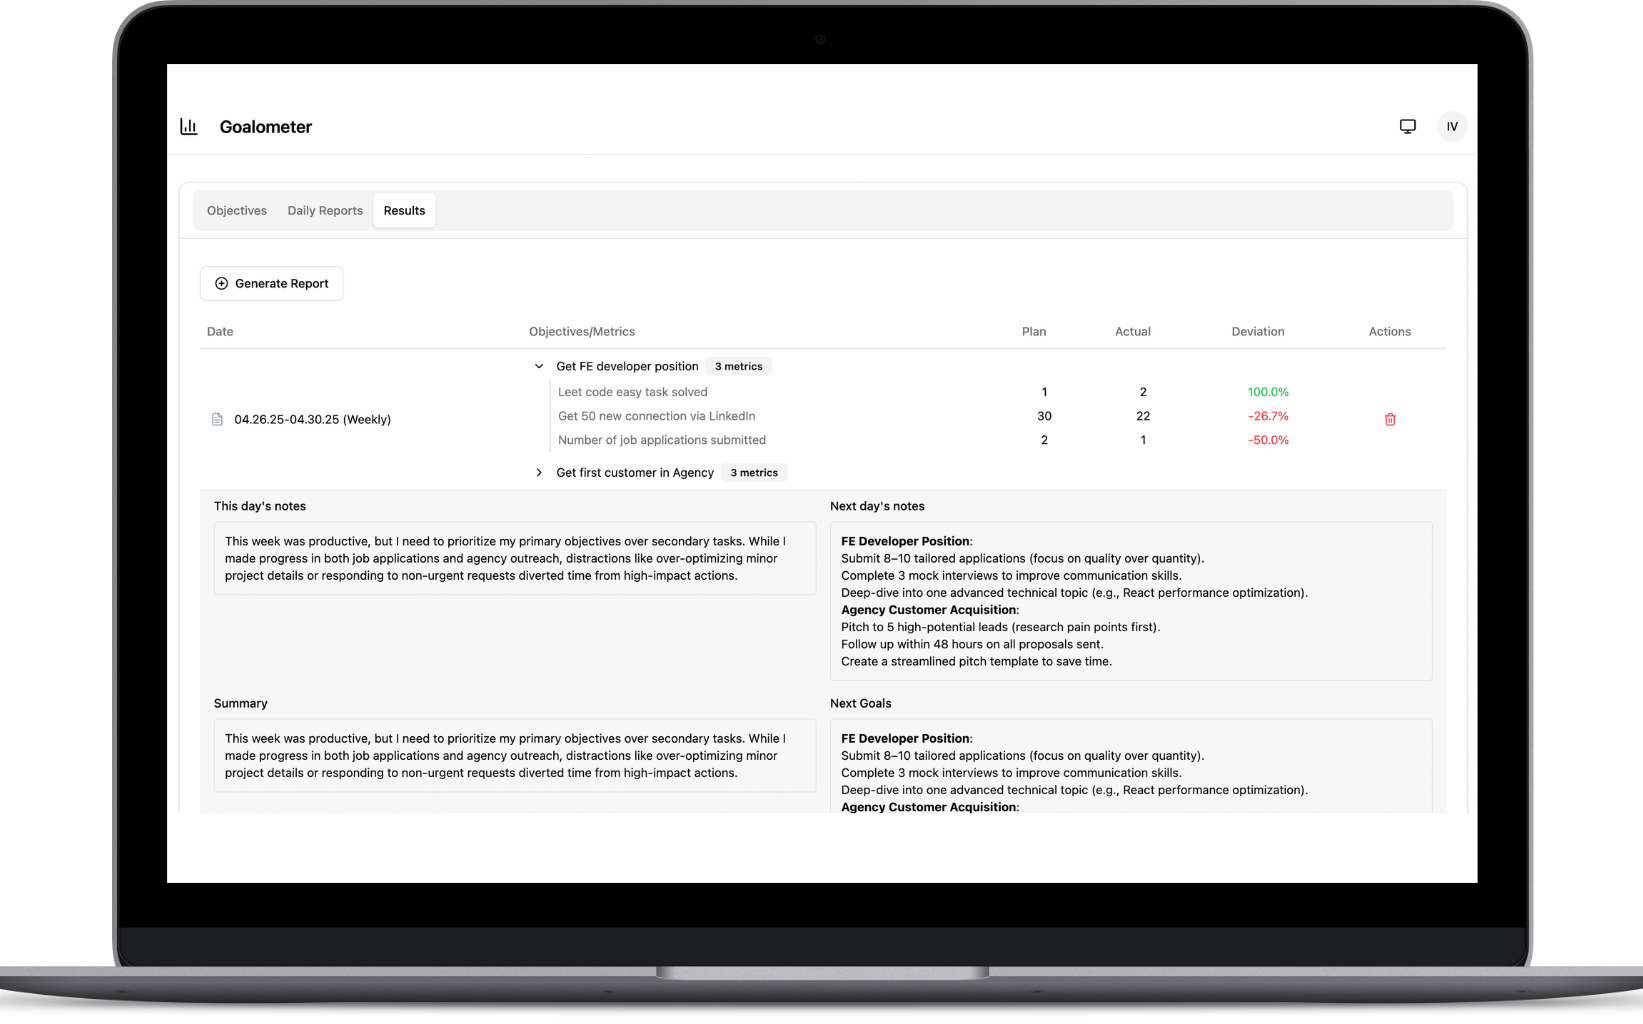 Goalometer
IV
Objectives Daily Reports Results
Generate Report
Date Objectives/Metrics Plan Actual Deviation Actions
Get FE developer position 3 metrics
Leet code easy task solved 1 2 100.0%
04.26.25-04.30.25 (Weekly)
Get 50 new connection via LinkedIn 30 22 -26.7%
Number of job applications submitted 2 1 -50.0%
Get first customer in Agency 3 metrics
This day's notes
This week was productive, but I need to prioritize my primary objectives over secondary tasks. While I
made progress in both job applications and agency outreach, distractions like over-optimizing minor
project details or responding to non-urgent requests diverted time from high-impact actions.
Next day's notes
FE Developer Position:
Submit 8–10 tailored applications (focus on quality over quantity).
Complete 3 mock interviews to improve communication skills.
Deep-dive into one advanced technical topic (e.g., React performance optimization).
Agency Customer Acquisition:
Pitch to 5 high-potential leads (research pain points first).
Follow up within 48 hours on all proposals sent.
Create a streamlined pitch template to save time.
Summary
This week was productive, but I need to prioritize my primary objectives over secondary tasks. While I
made progress in both job applications and agency outreach, distractions like over-optimizing minor
project details or responding to non-urgent requests diverted time from high-impact actions.
Next Goals
FE Developer Position:
Submit 8–10 tailored applications (focus on quality over quantity).
Complete 3 mock interviews to improve communication skills.
Deep-dive into one advanced technical topic (e.g., React performance optimization).
Agency Customer Acquisition: